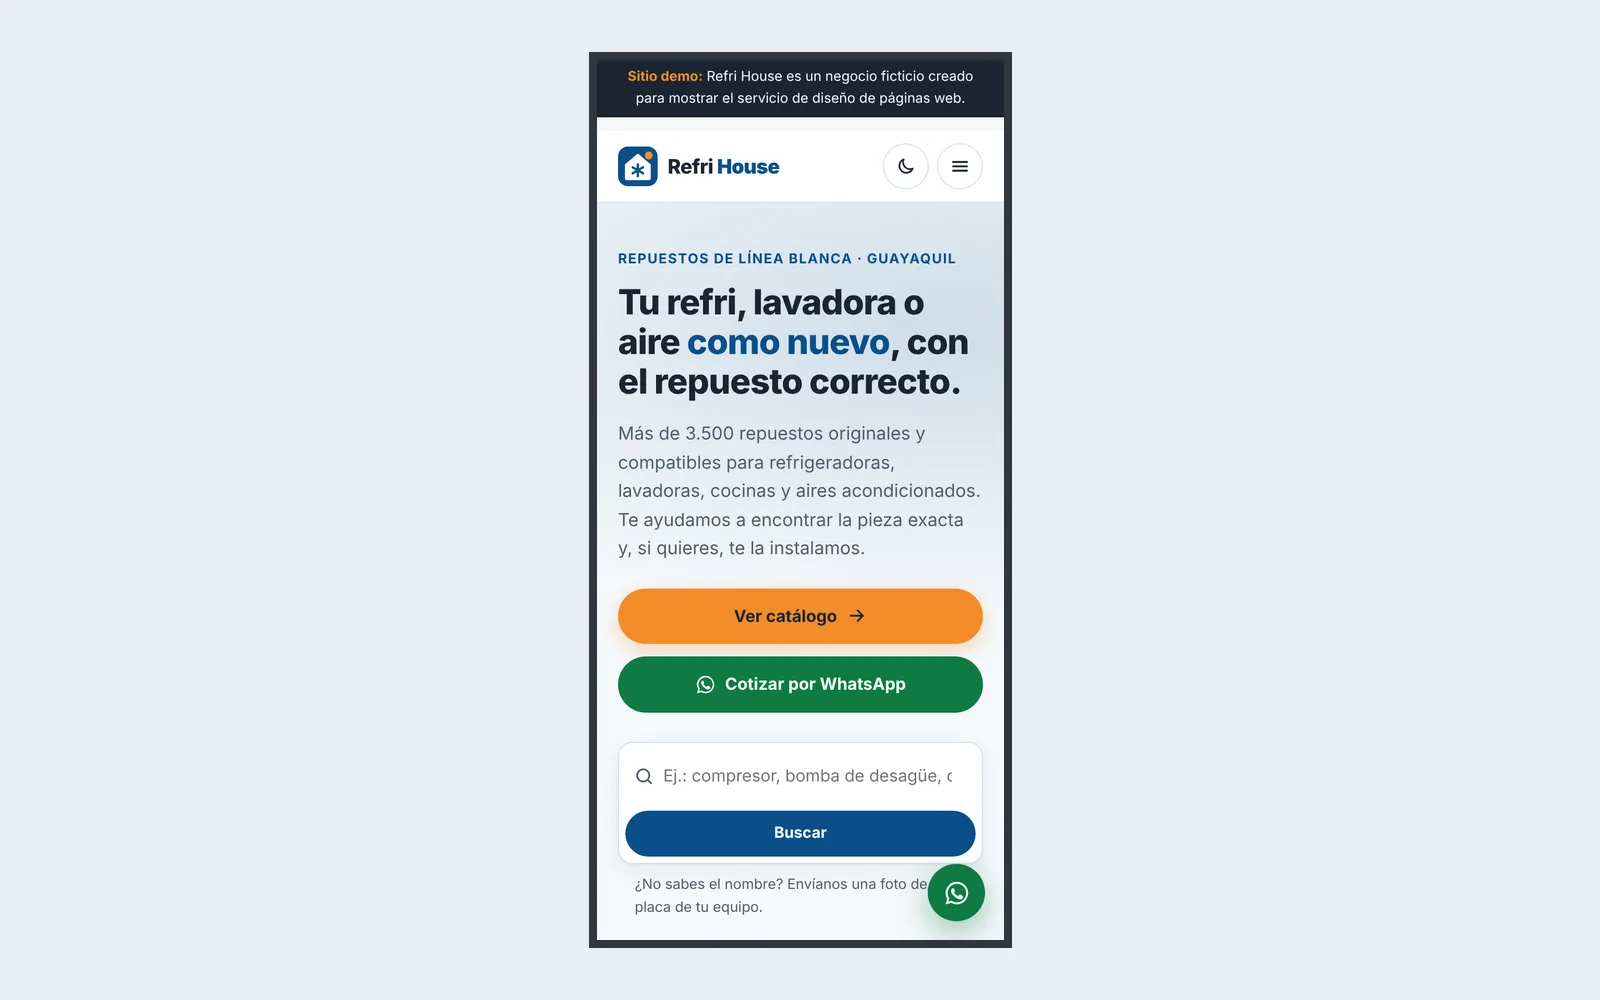 Sitio demo: Refri House es un negocio ficticio creado
para mostrar el servicio de diseño de páginas web.
Refri House
REPUESTOS DE LÍNEA BLANCA · GUAYAQUIL
Tu refri, lavadora o
aire como nuevo, con
el repuesto correcto.
Más de 3.500 repuestos originales y
compatibles para refrigeradoras,
lavadoras, cocinas y aires acondicionados.
Te ayudamos a encontrar la pieza exacta
y, si quieres, te la instalamos.
Ver catálogo →
Cotizar por WhatsApp
Ej.: compresor, bomba de desagüe,
Buscar
¿No sabes el nombre? Envíanos una foto de
placa de tu equipo.